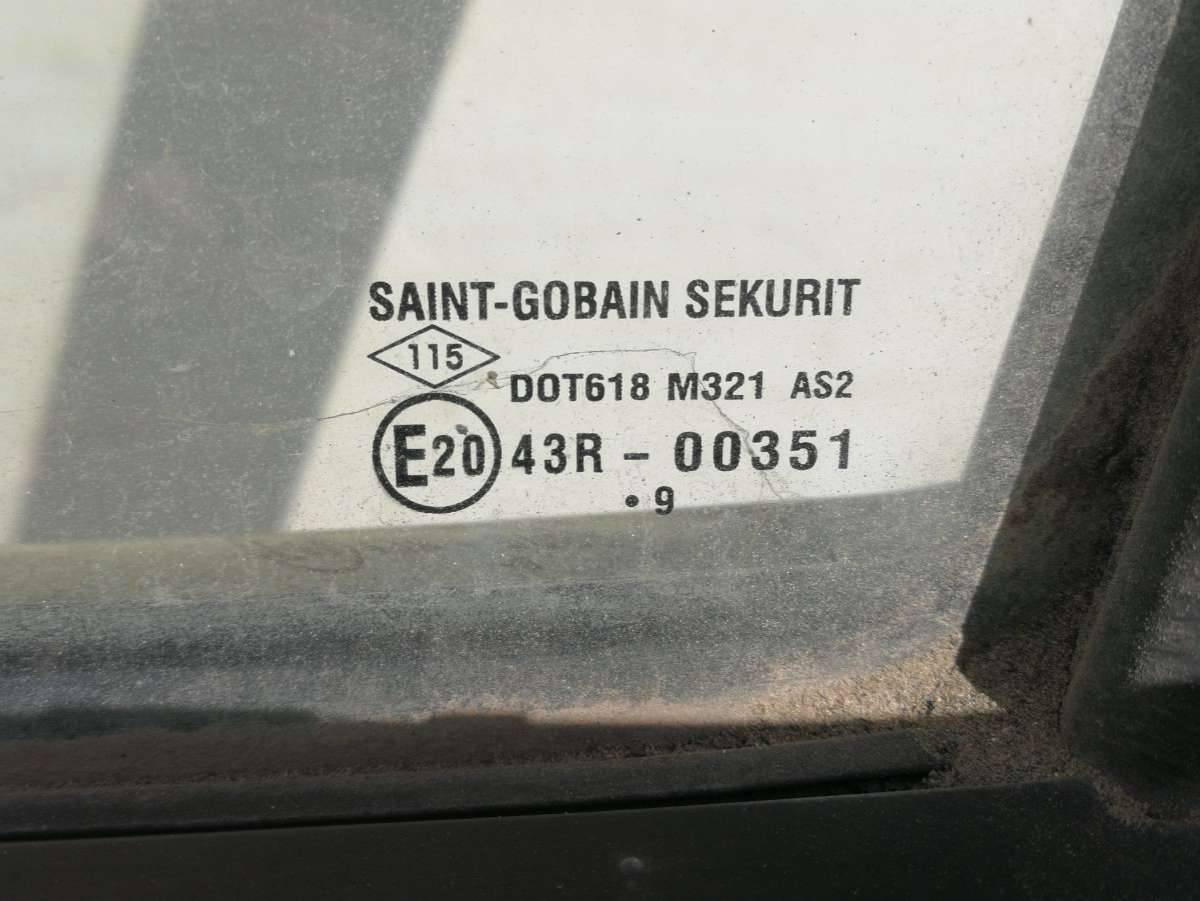 SAINT-GOBAIN SEKURIT
115
DOT618 M321 AS2
E20 43R - 00351
•9